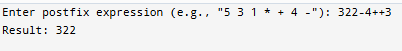 Enter postfix expression (e.g., "5 3 1 * + 4 -"): 322-4++3
Result: 322